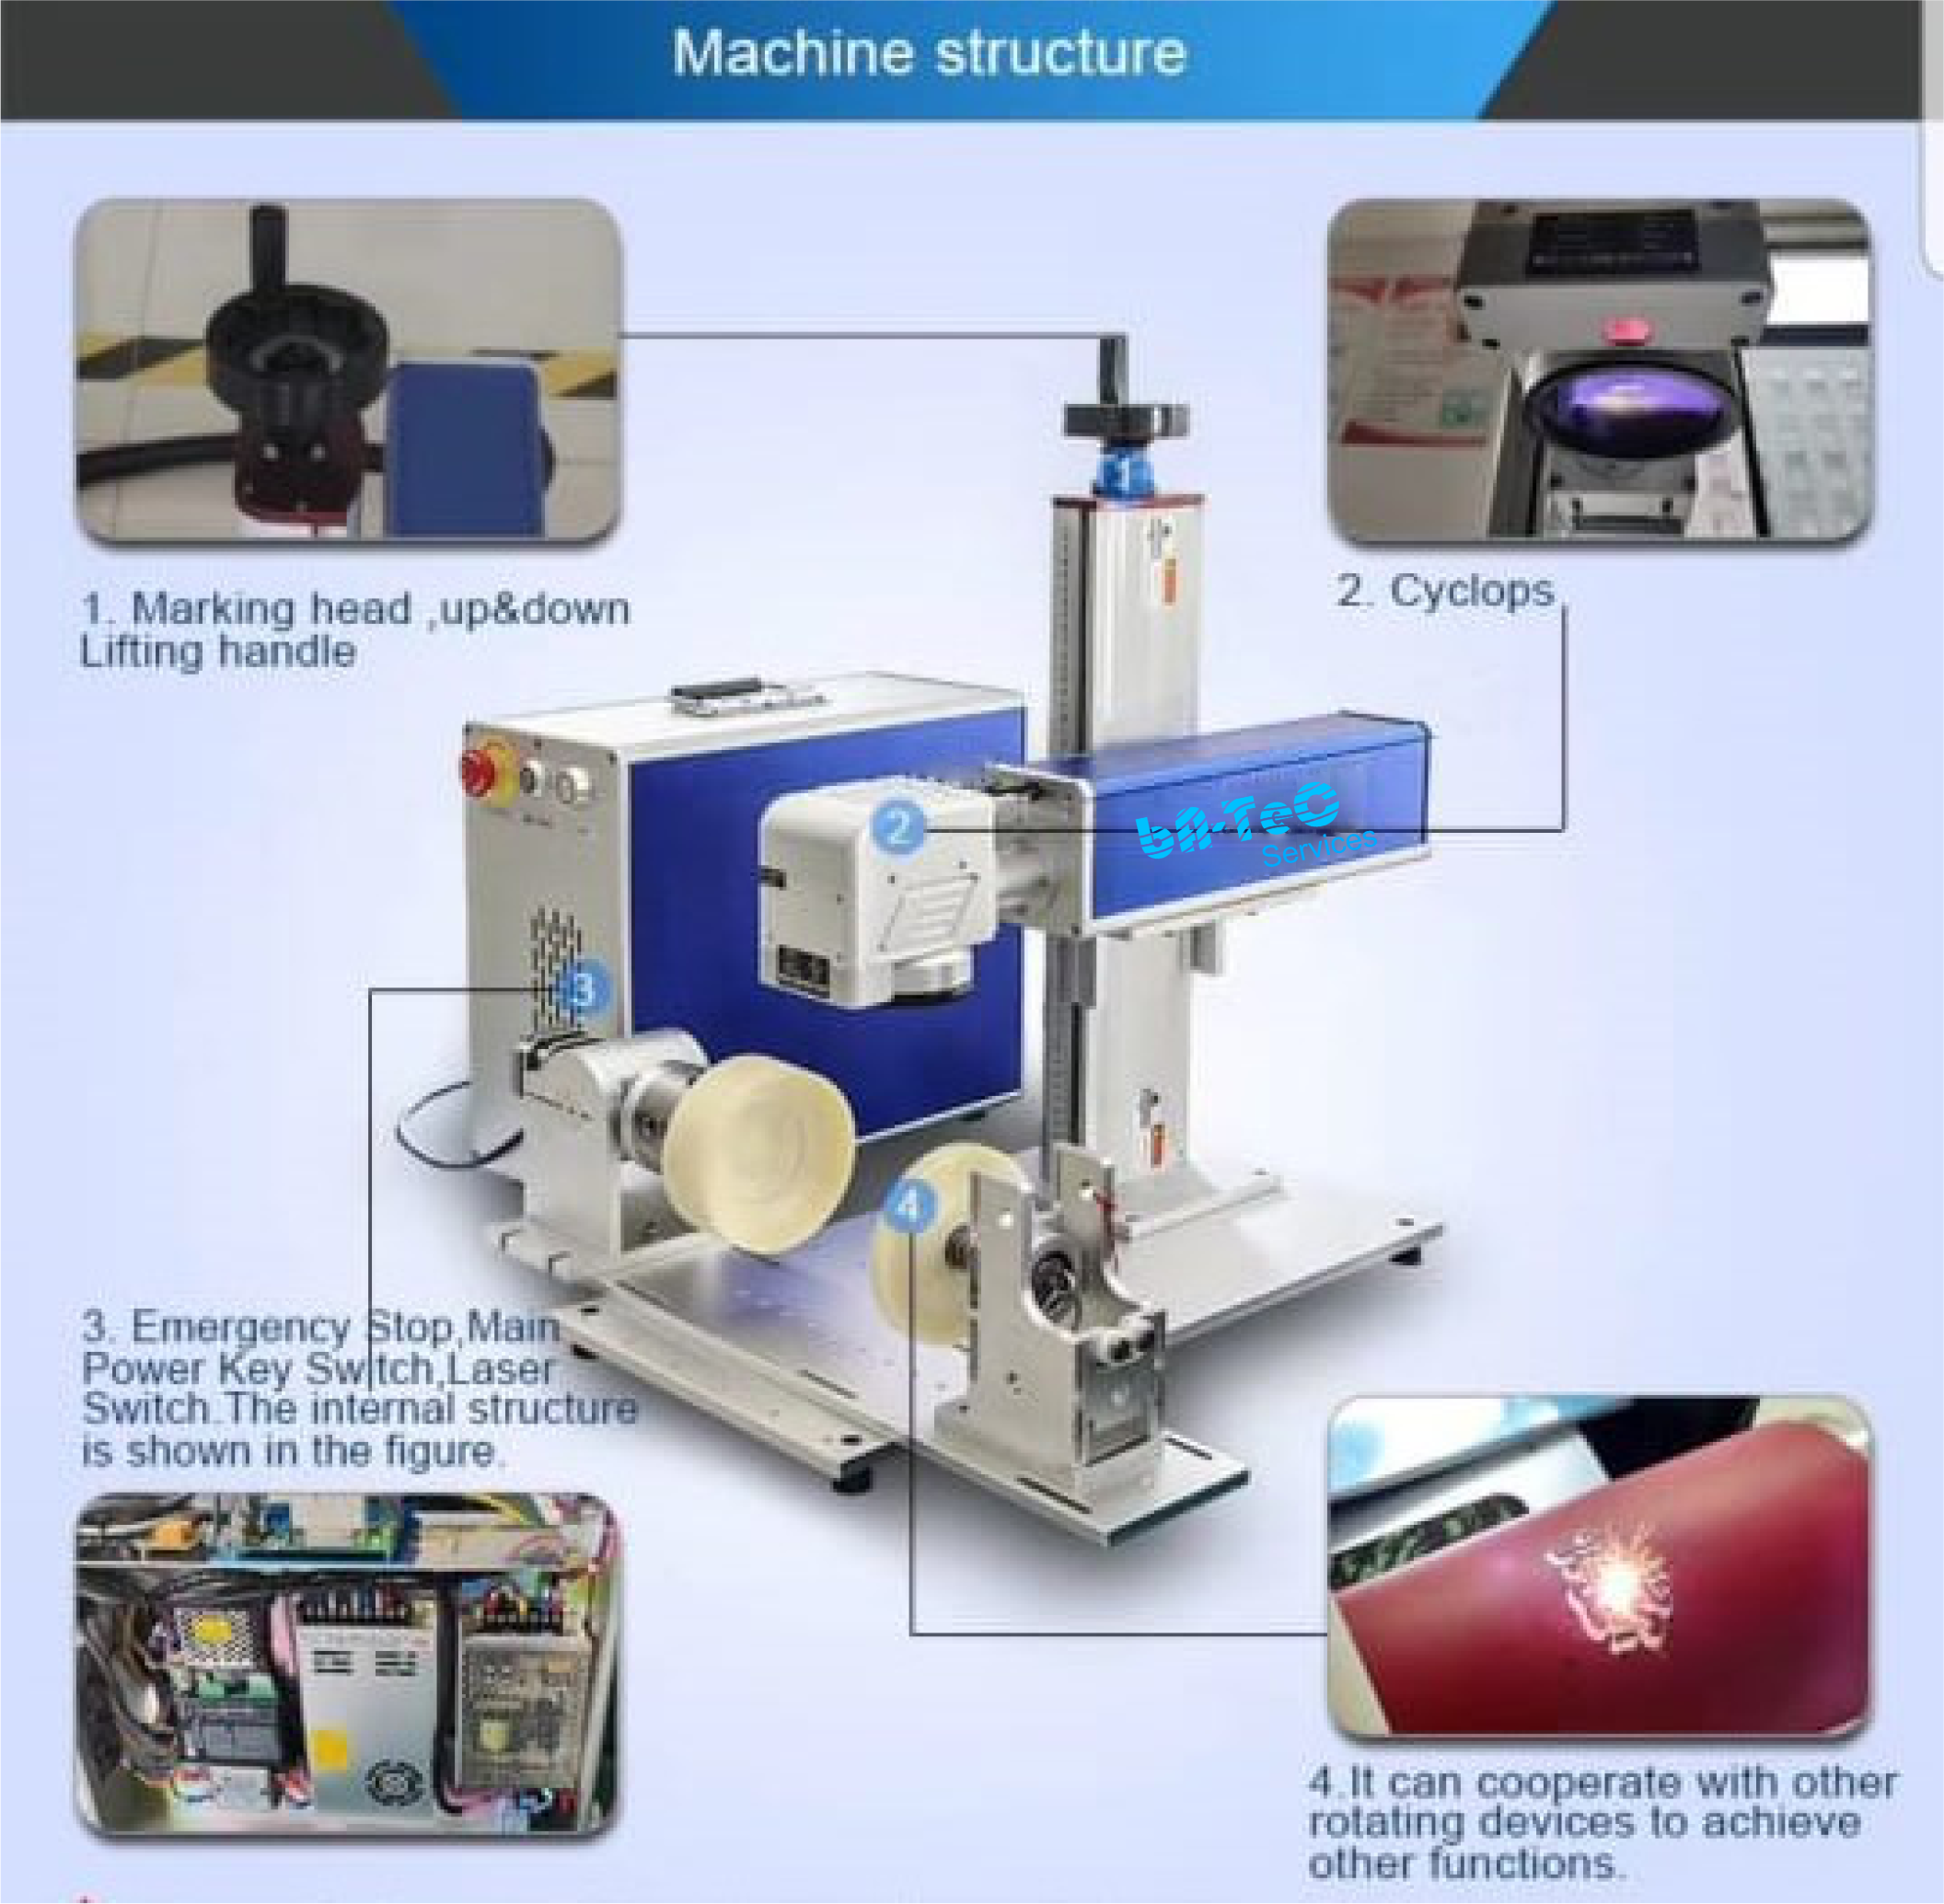 Machine structure
1. Marking head ,up&down
Lifting handle
2. Cyclops
1
2
bA-TeC
Services
3
4
3. Emergency Stop,Main
Power Key Switch,Laser
Switch.The internal structure
is shown in the figure.
4.It can cooperate with other
rotating devices to achieve
other functions.